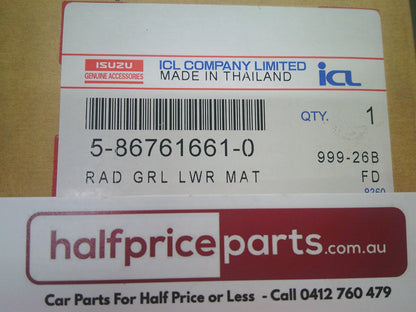 ISUZU
GENUINE ACCESSORIES
ICL COMPANY LIMITED
MADE IN THAILAND
icl
QTY. 1
5-86761661-0
999-26B
RAD GRL LWR MAT FD
8260
halfpriceparts.com.au
Car Parts For Half Price or Less - Call 0412 760 479